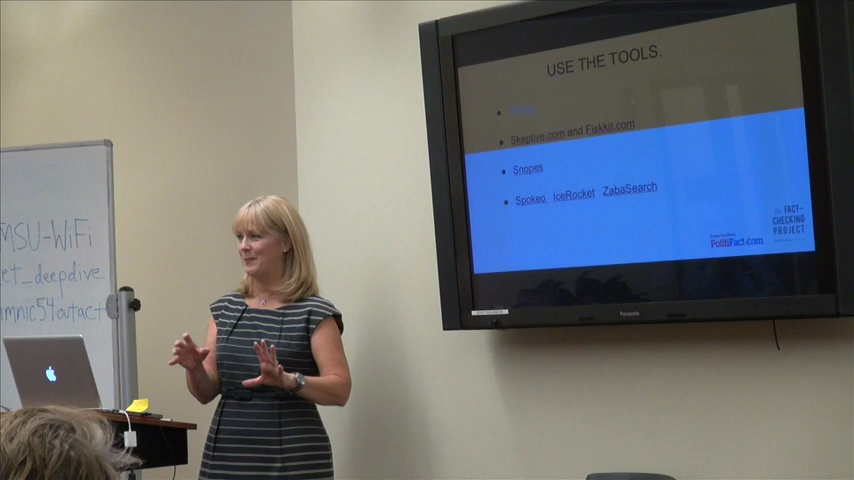 MSU-WiFi
et_deepdive
USE THE TOOLS.
Skeptive.com and Fiskkit.com
Snopes
Spokeo IceRocket ZabaSearch
PolitiFact.com
the FACT-
CHECKING
PROJECT
Panasonic